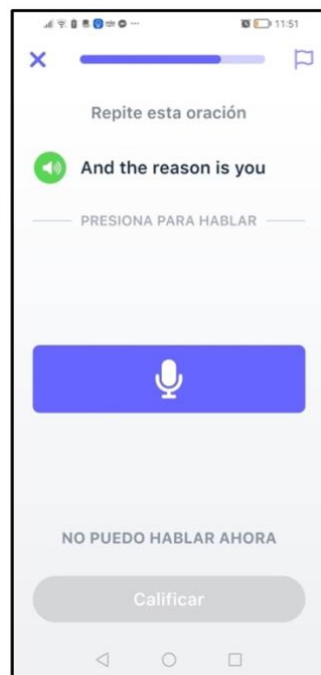 11:51
Repite esta oración
And the reason is you
PRESIONA PARA HABLAR
NO PUEDO HABLAR AHORA
Calificar